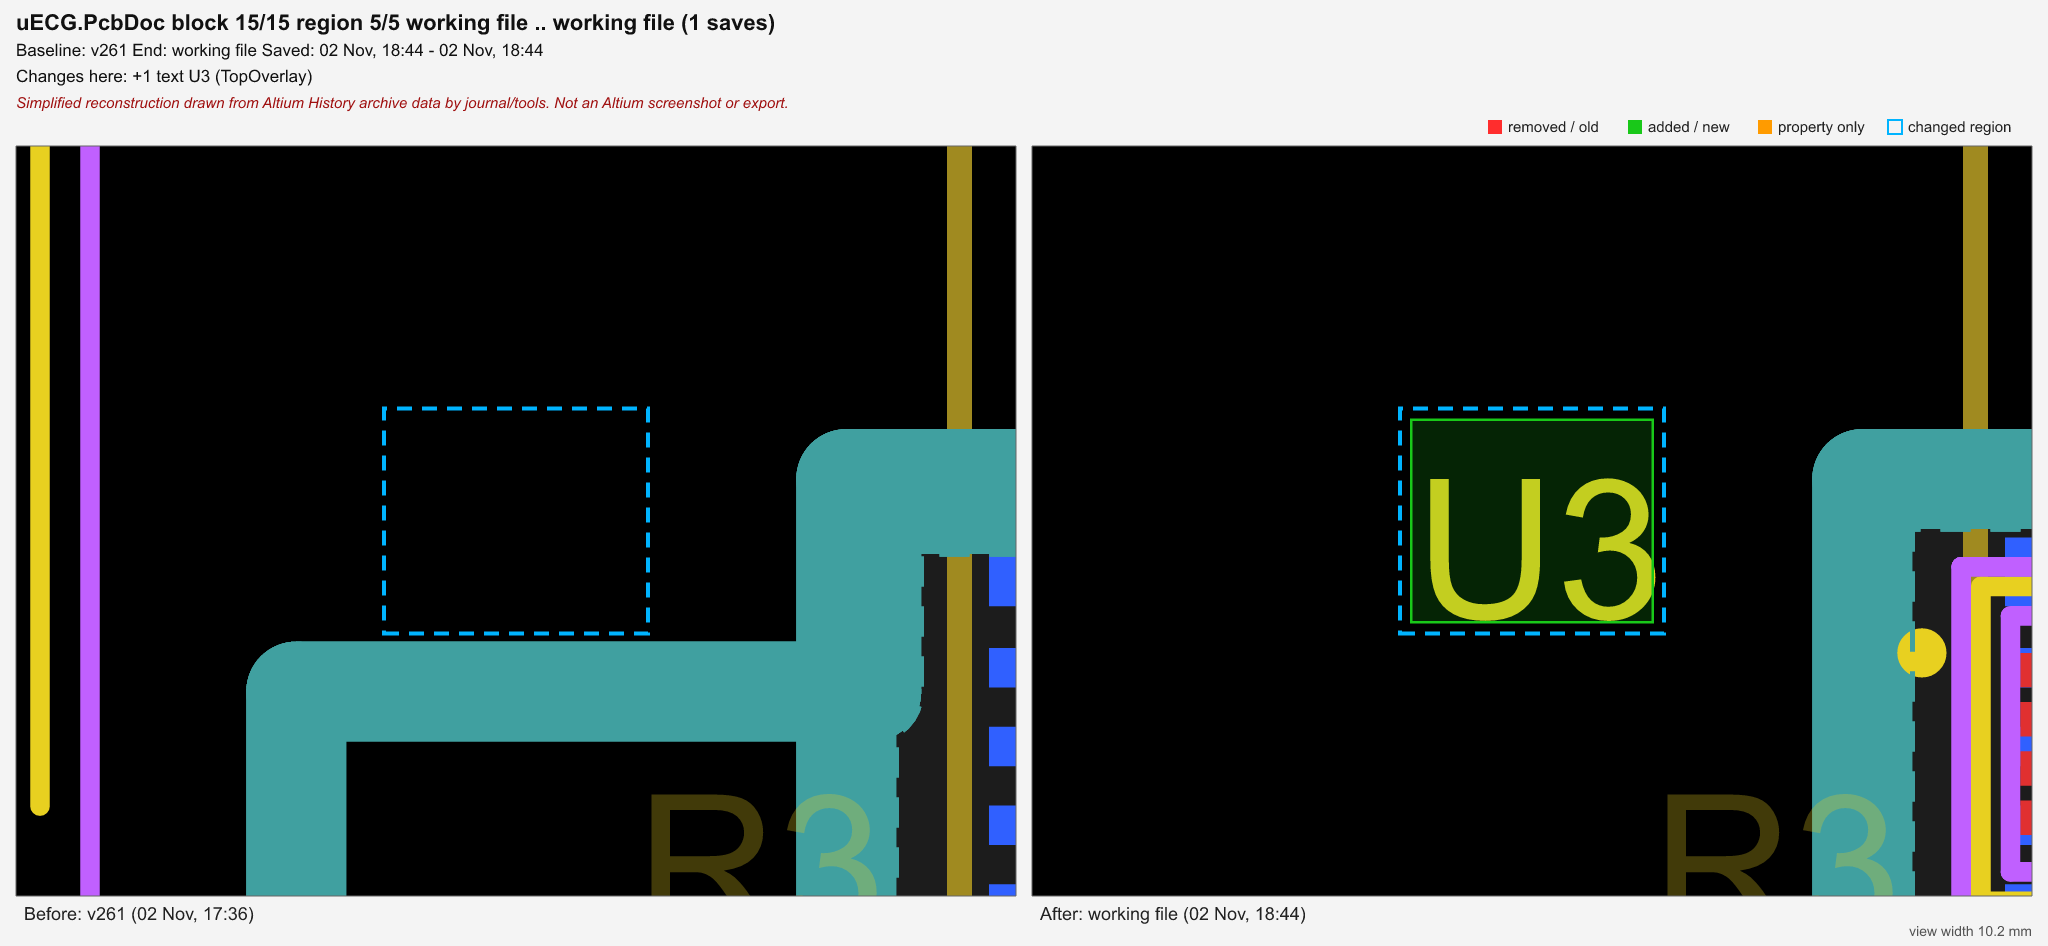 uECG.PcbDoc block 15/15 region 5/5 working file .. working file (1 saves)
Baseline: v261 End: working file Saved: 02 Nov, 18:44 - 02 Nov, 18:44
Changes here: +1 text U3 (TopOverlay)
Simplified reconstruction drawn from Altium History archive data by journal/tools. Not an Altium screenshot or export.
removed / old
added / new
property only
changed region
R3
U3
R3
Before: v261 (02 Nov, 17:36)
After: working file (02 Nov, 18:44)
view width 10.2 mm